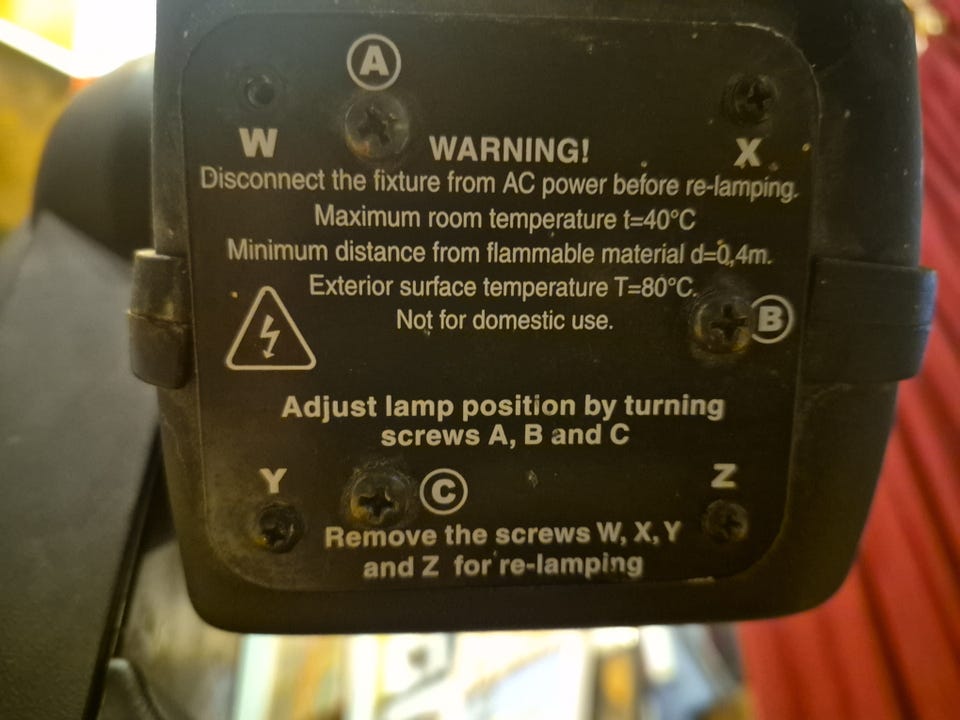 A
W
X
WARNING!
Disconnect the fixture from AC power before re-lamping.
Maximum room temperature t=40°C
Minimum distance from flammable material d=0,4m.
Exterior surface temperature T=80°C.
Not for domestic use.
B
Adjust lamp position by turning
screws A, B and C
Y
C
Z
Remove the screws W, X, Y
and Z for re-lamping